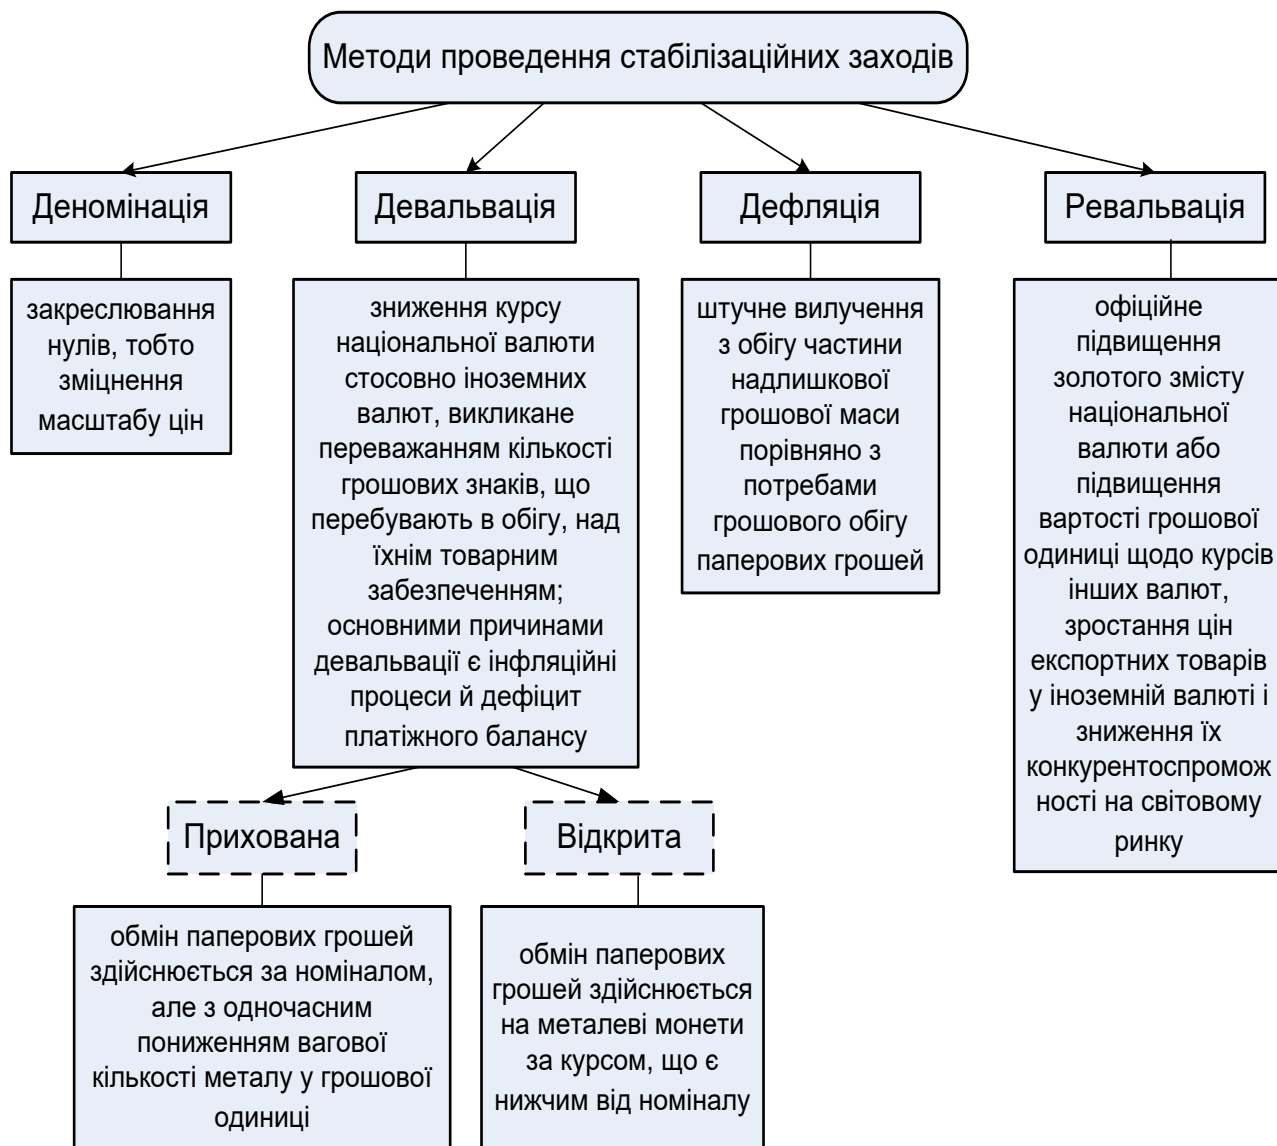 Методи проведення стабілізаційних заходів
Деномінація
закреслювання
нулів, тобто
зміцнення
масштабу цін
Девальвація
зниження курсу
національної валюти
стосовно іноземних
валют, викликане
переважанням кількості
грошових знаків, що
перебувають в обігу, над
їхнім товарним
забезпеченням;
основними причинами
девальвації є інфляційні
процеси й дефіцит
платіжного балансу
Дефляція
штучне вилучення
з обігу частини
надлишкової
грошової маси
порівняно з
потребами
грошового обігу
паперових грошей
Ревальвація
офіційне
підвищення
золотого змісту
національної
валюти або
підвищення
вартості грошової
одиниці щодо курсів
інших валют,
зростання цін
експортних товарів
у іноземній валюті і
зниження їх
конкурентоспромож
ності на світовому
ринку
Прихована
обмін паперових грошей
здійснюється за номіналом,
але з одночасним
пониженням вагової
кількості металу у грошової
одиниці
Відкрита
обмін паперових
грошей здійснюється
на металеві монети
за курсом, що є
нижчим від номіналу